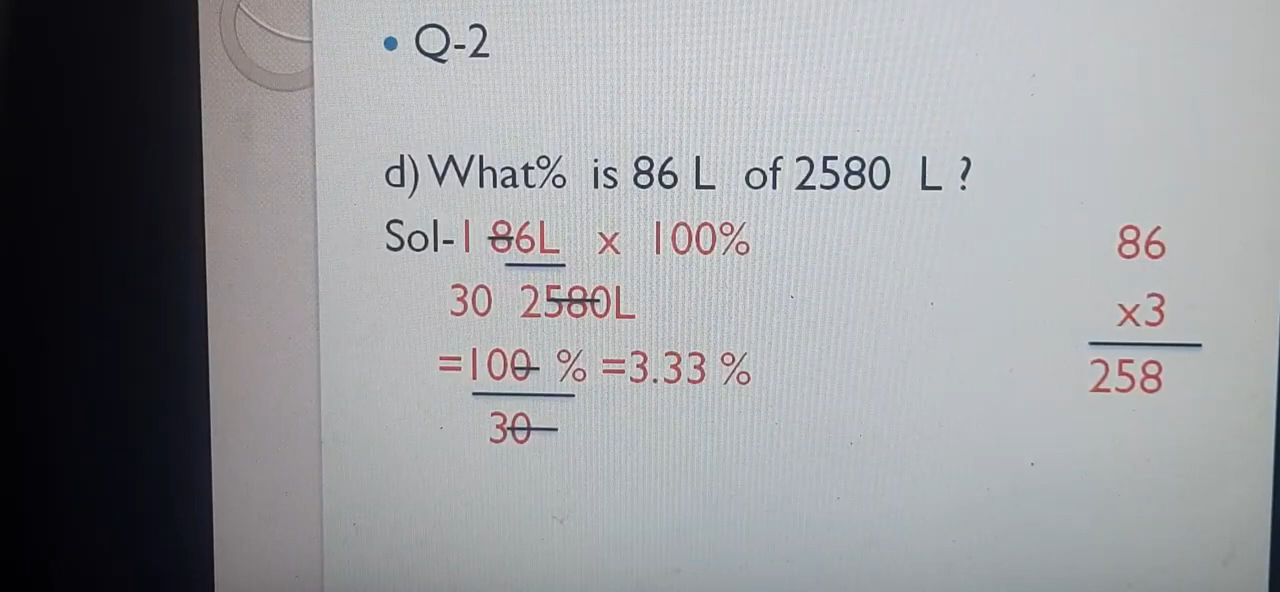 • Q-2
d) What% is 86 L of 2580 L ?
Sol-1 86L x 100%
30 2580L
=100 % =3.33 %
30
86
x3
258